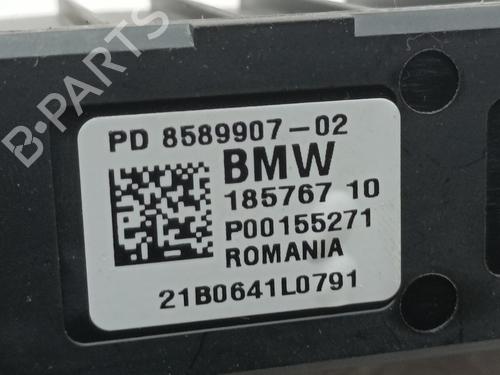 B-PARTS
PD 8589907-02
BMW
185767 10
P00155271
ROMANIA
21B0641L0791